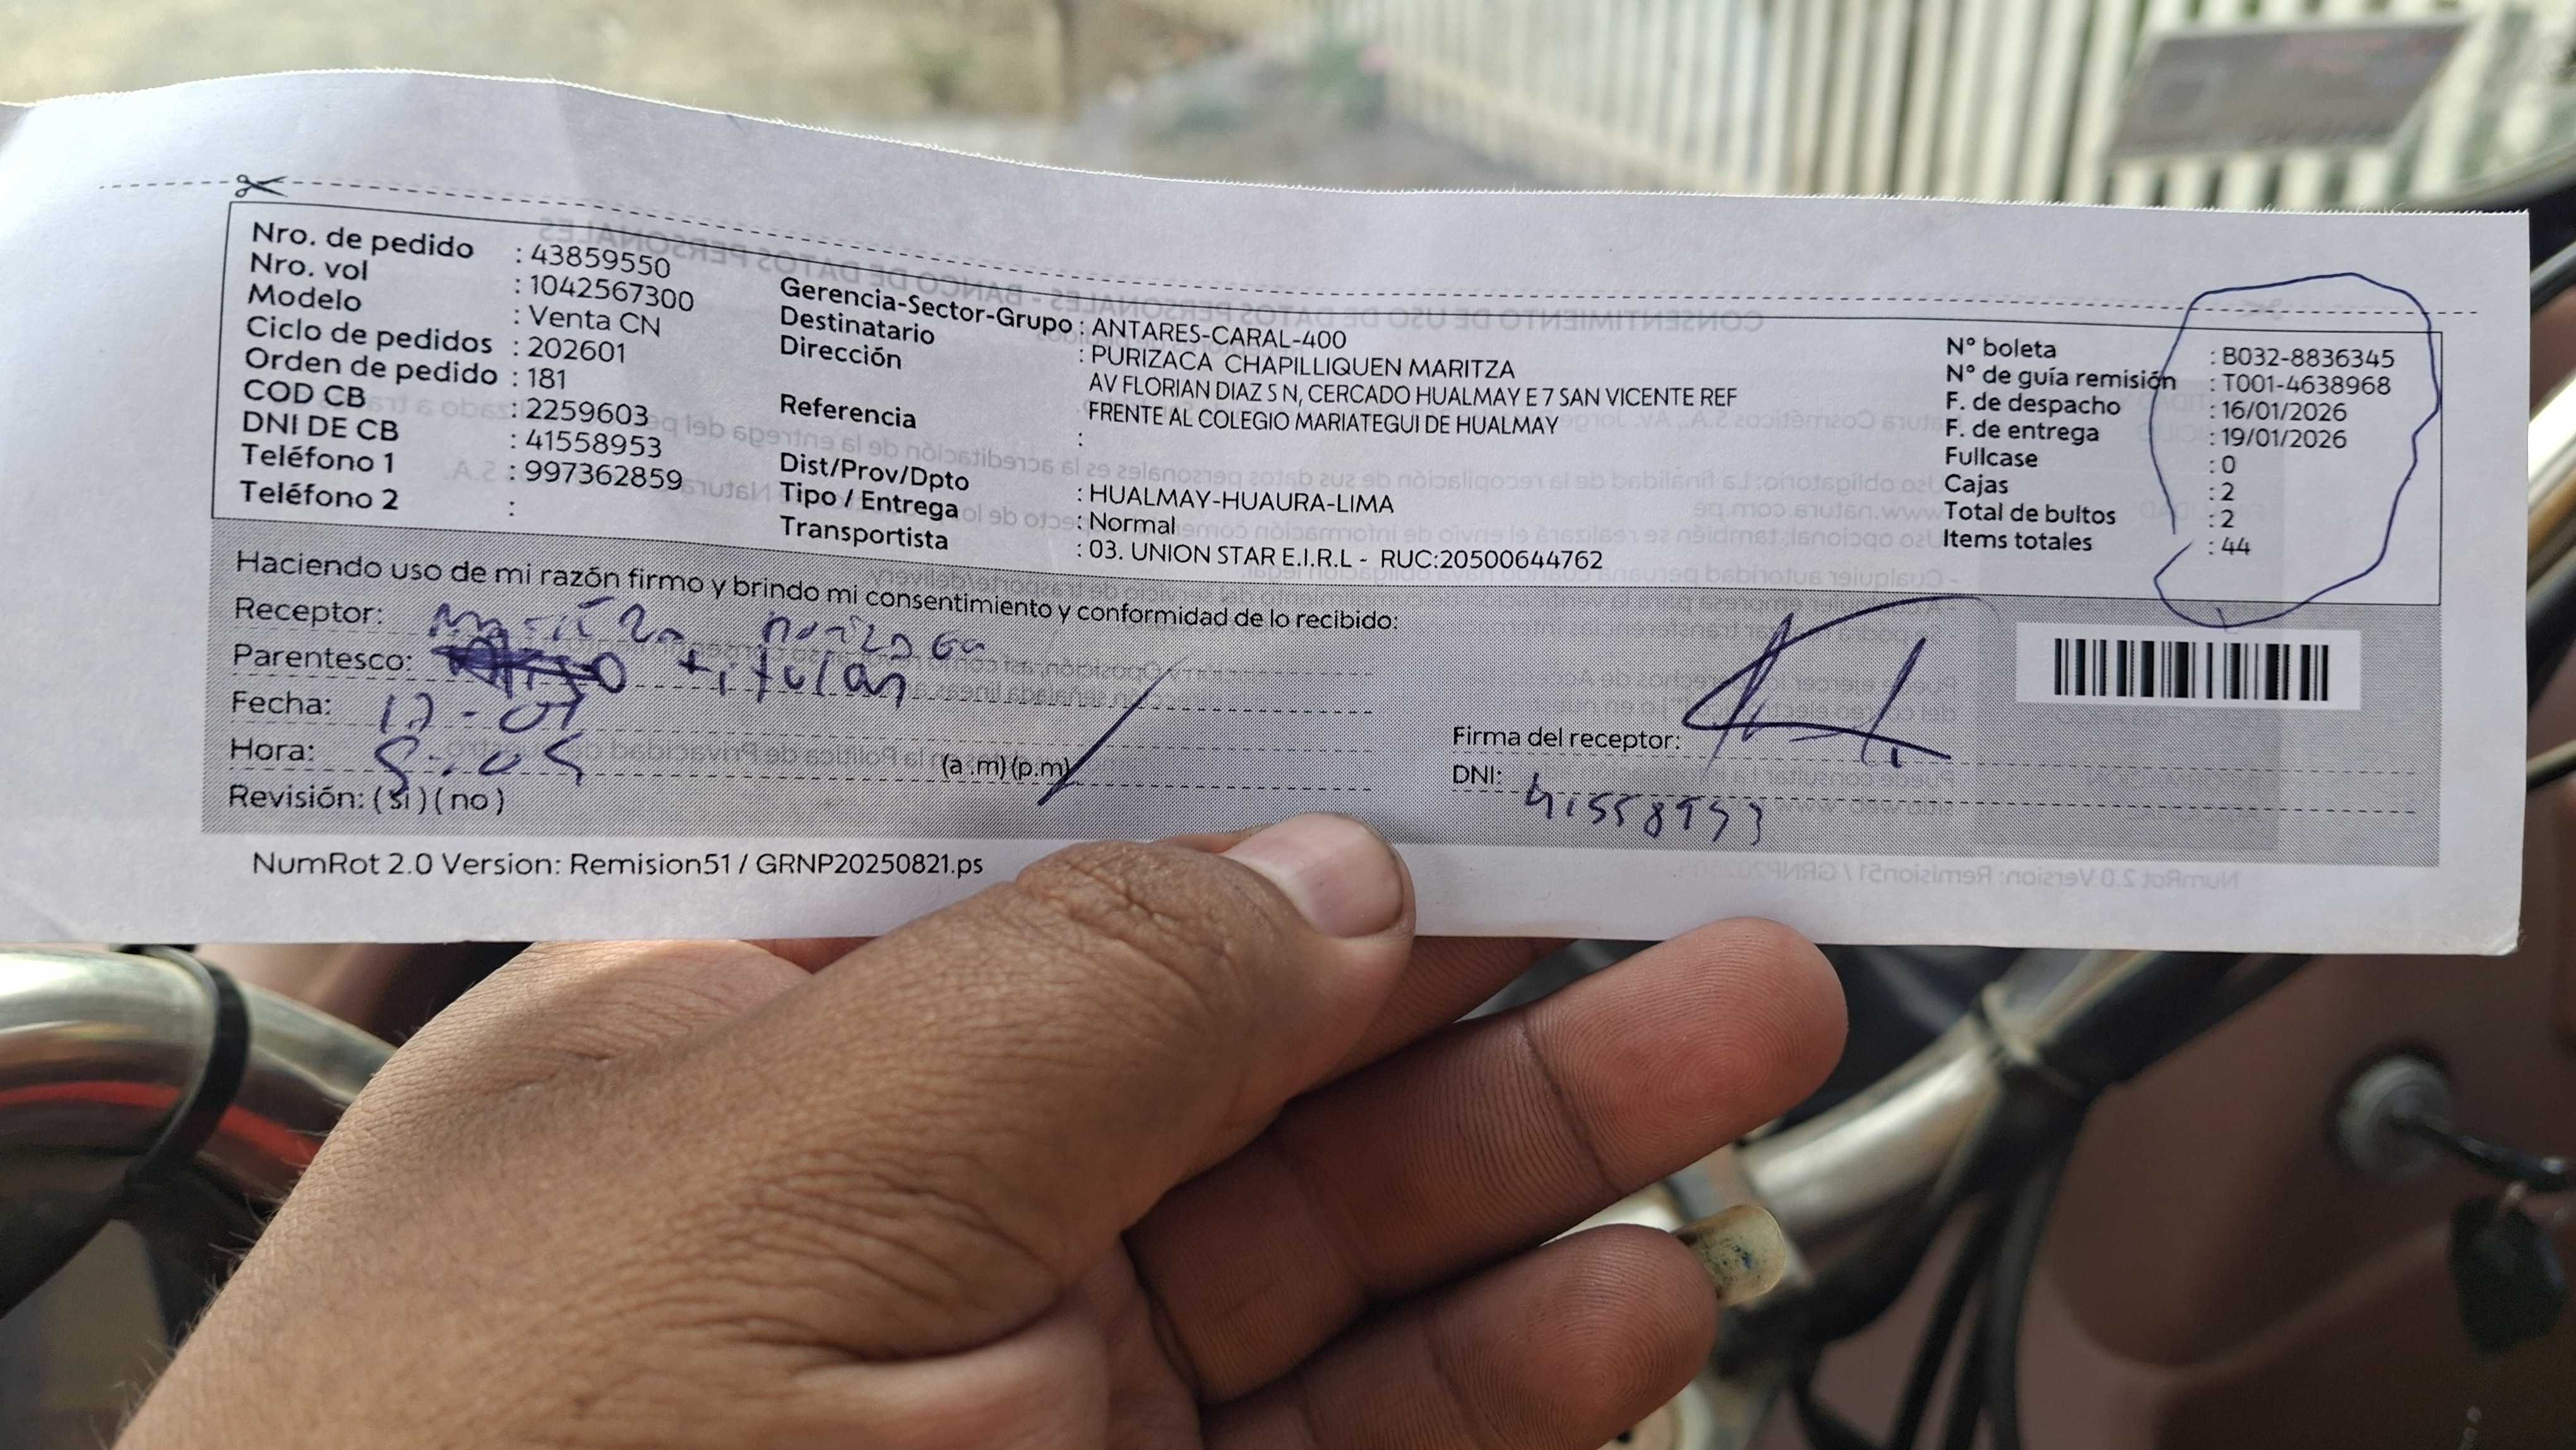 Nro. de pedido : 43859550
Nro. vol : 1042567300
Modelo : Venta CN
Ciclo de pedidos : 202601
Orden de pedido : 181
COD CB : 2259603
DNI DE CB : 41558953
Teléfono 1 : 997362859
Teléfono 2 :
Gerencia-Sector-Grupo : ANTARES-CARAL-400
Destinatario : PURIZACA CHAPILLIQUEN MARITZA
Dirección AV FLORIAN DIAZ S N, CERCADO HUALMAY E 7 SAN VICENTE REF
FRENTE AL COLEGIO MARIATEGUI DE HUALMAY
Referencia :
Dist/Prov/Dpto : HUALMAY-HUAURA-LIMA
Tipo / Entrega : Normal
Transportista : 03. UNION STAR E.I.R.L - RUC:20500644762
N° boleta : B032-8836345
N° de guía remisión : T001-4638968
F. de despacho : 16/01/2026
F. de entrega : 19/01/2026
Fullcase : 0
Cajas : 2
Total de bultos : 2
Items totales : 44
Haciendo uso de mi razón firmo y brindo mi consentimiento y conformidad de lo recibido:
Receptor:
Parentesco: titular
Fecha:
Hora: (a.m)(p.m)
Revisión: (si)(no)
Firma del receptor:
DNI: 41558953
NumRot 2.0 Version: Remision51 / GRNP20250821.ps